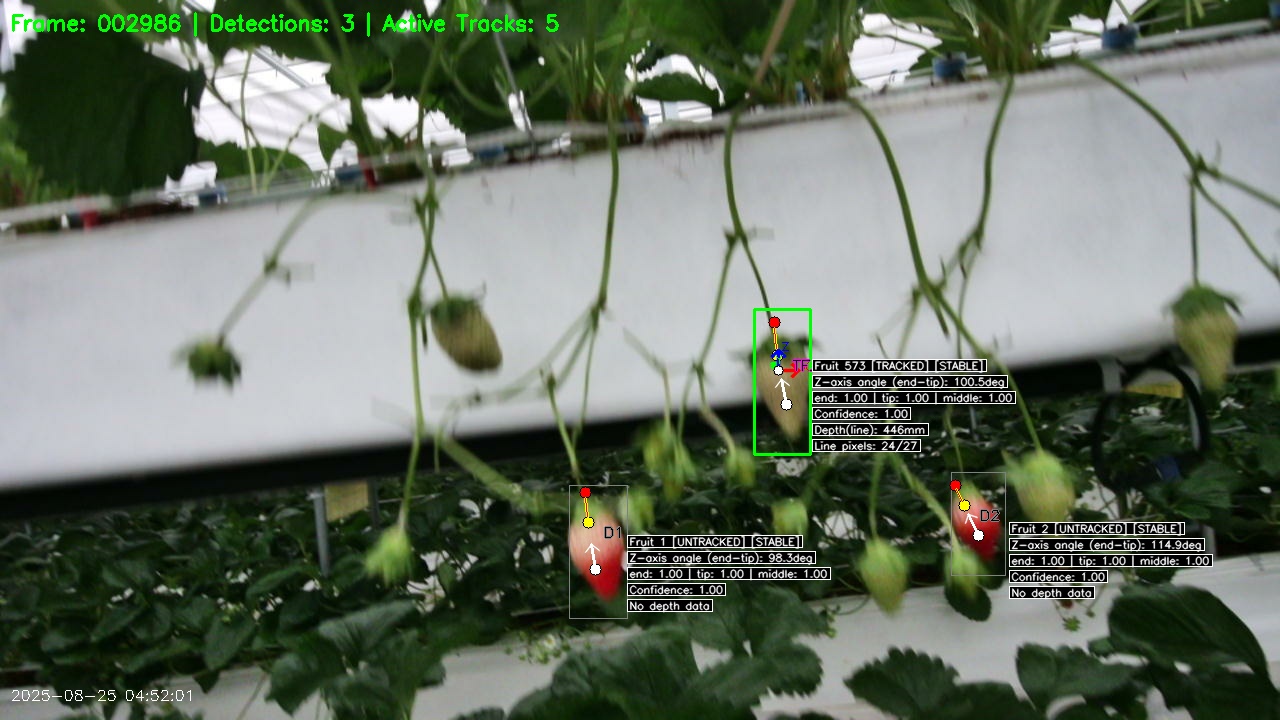 Frame: 002986 | Detections: 3 | Active Tracks: 5
Z
TF
Fruit 573 [TRACKED] [STABLE]
Z-axis angle (end-tip): 100.5deg
end: 1.00 | tip: 1.00 | middle: 1.00
Confidence: 1.00
Depth(line): 446mm
Line pixels: 24/27
D1
Fruit 1 [UNTRACKED] [STABLE]
Z-axis angle (end-tip): 98.3deg
end: 1.00 | tip: 1.00 | middle: 1.00
Confidence: 1.00
No depth data
D2
Fruit 2 [UNTRACKED] [STABLE]
Z-axis angle (end-tip): 114.9deg
end: 1.00 | tip: 1.00 | middle: 1.00
Confidence: 1.00
No depth data
2025-08-25 04:52:01